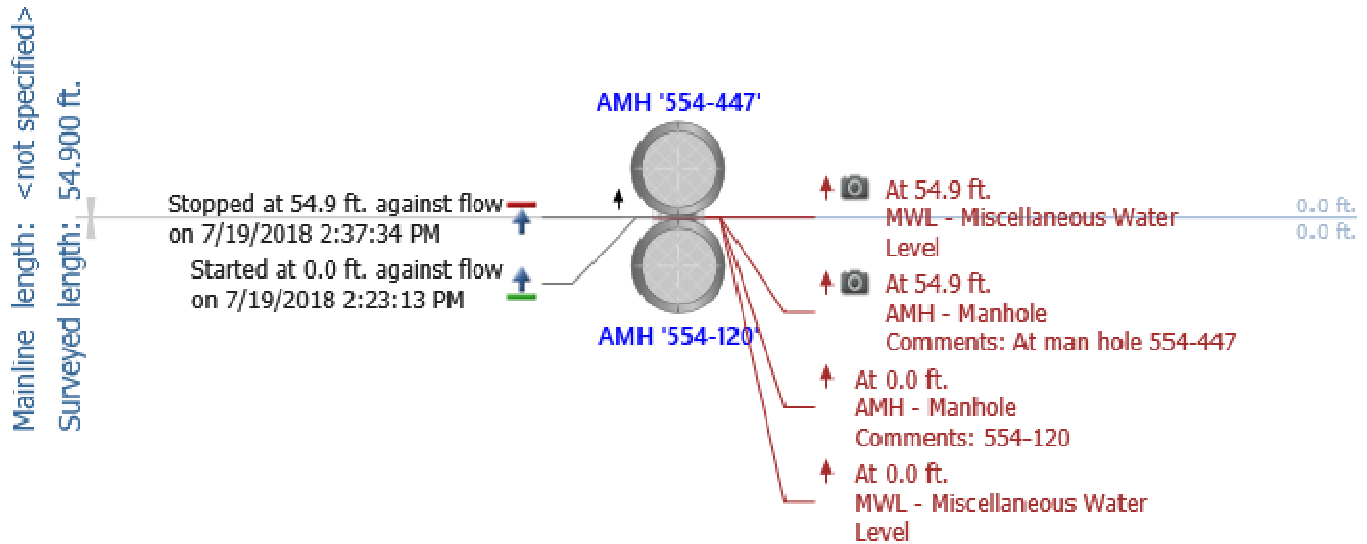 Mainline length: <not specified>
Surveyed length: 54.900 ft.
AMH '554-447'
Stopped at 54.9 ft. against flow
on 7/19/2018 2:37:34 PM
Started at 0.0 ft. against flow
on 7/19/2018 2:23:13 PM
AMH '554-120'
At 54.9 ft.
MWL - Miscellaneous Water
Level
At 54.9 ft.
AMH - Manhole
Comments: At man hole 554-447
At 0.0 ft.
AMH - Manhole
Comments: 554-120
At 0.0 ft.
MWL - Miscellaneous Water
Level
0.0 ft.
0.0 ft.